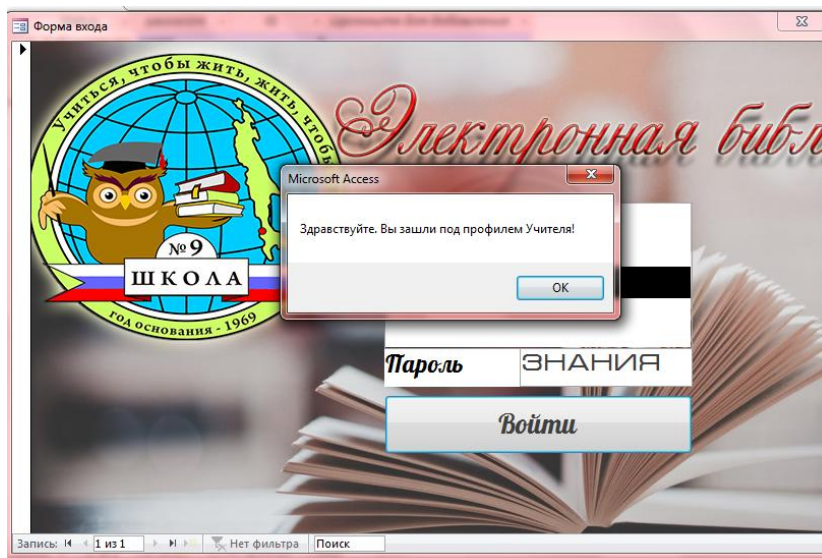 Форма входа
Учиться, чтобы жить, жить, чтобы
Электронная
Microsoft Access
Здравствуйте. Вы зашли под профилем Учителя!
OK
№9
ШКОЛА
год основания - 1969
Пароль
ЗНАНИЯ
Войти
Запись:
1 из 1
Нет фильтра
Поиск